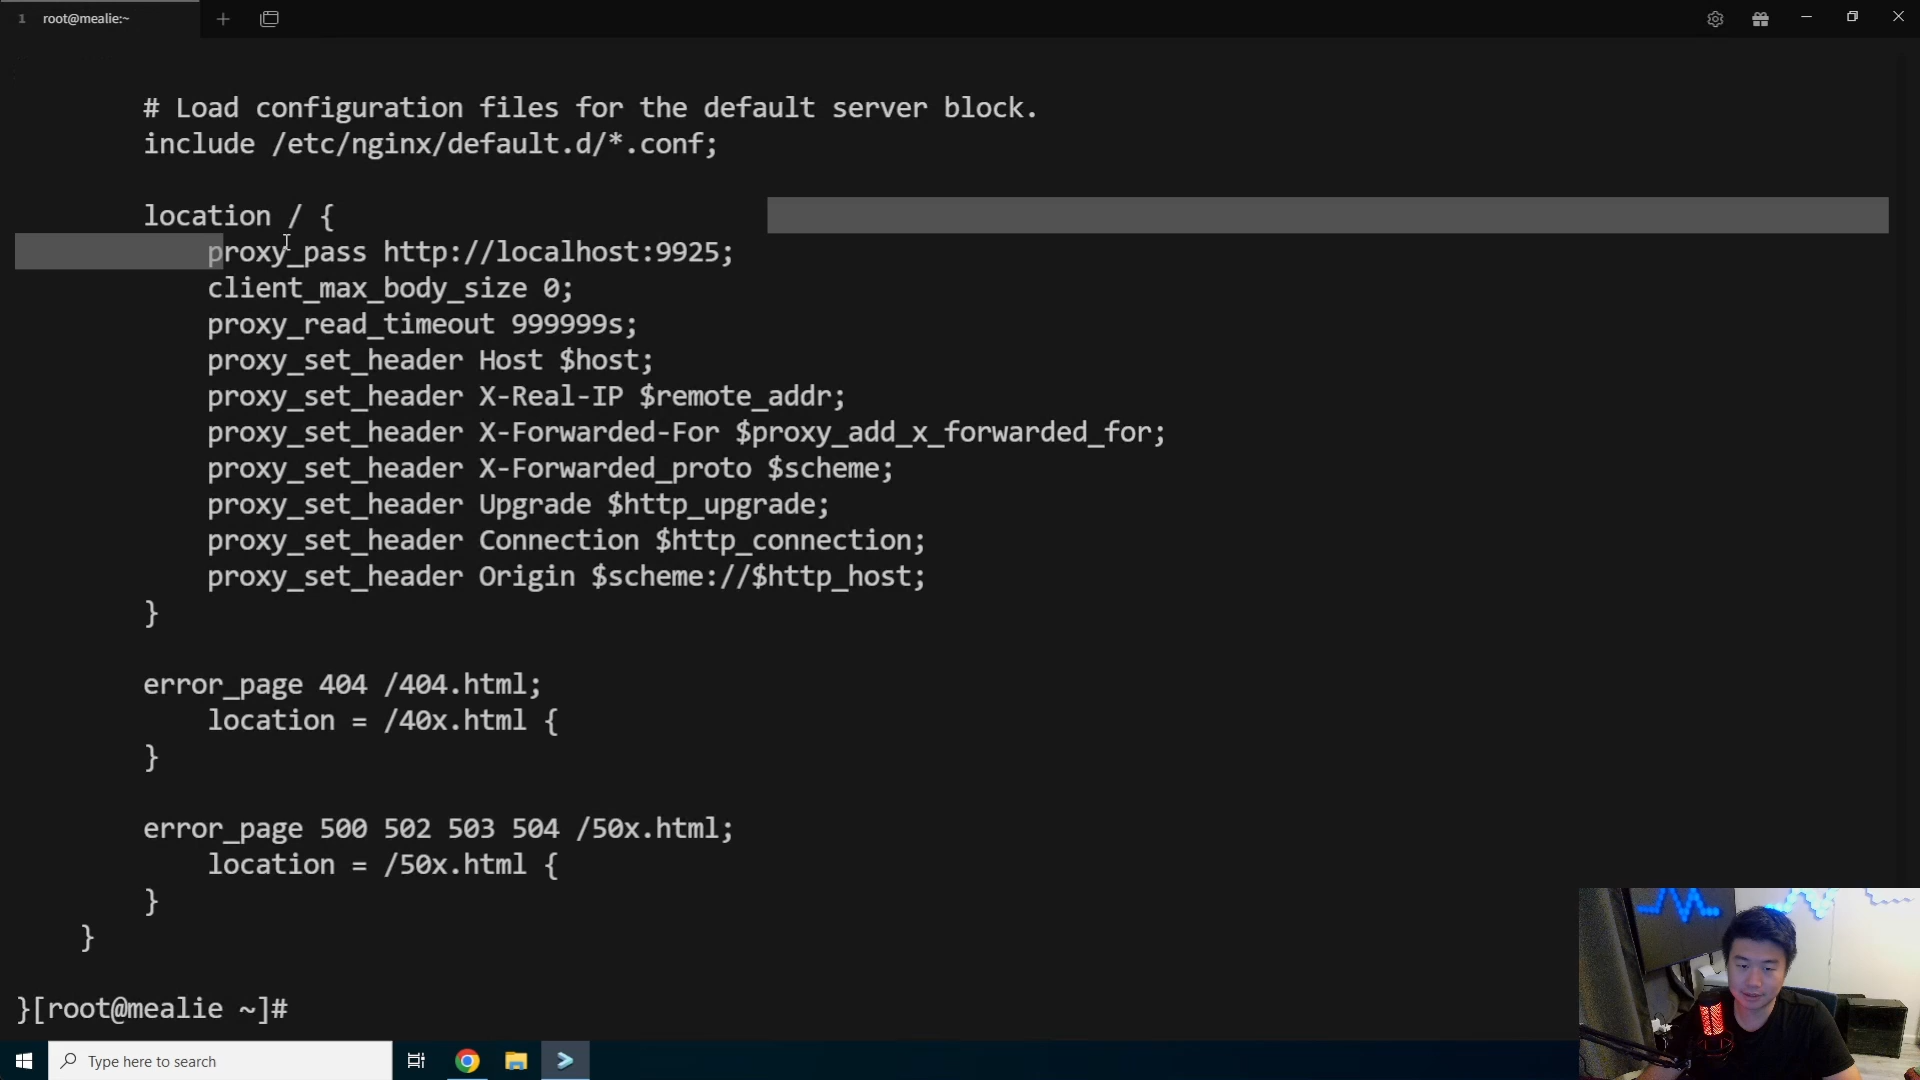 1 root@mealie:~
# Load configuration files for the default server block.
include /etc/nginx/default.d/*.conf;
location / {
proxy_pass http://localhost:9925;
client_max_body_size 0;
proxy_read_timeout 999999s;
proxy_set_header Host $host;
proxy_set_header X-Real-IP $remote_addr;
proxy_set_header X-Forwarded-For $proxy_add_x_forwarded_for;
proxy_set_header X-Forwarded_proto $scheme;
proxy_set_header Upgrade $http_upgrade;
proxy_set_header Connection $http_connection;
proxy_set_header Origin $scheme://$http_host;
}
error_page 404 /404.html;
location = /40x.html {
}
error_page 500 502 503 504 /50x.html;
location = /50x.html {
}
}
}[root@mealie ~]#
Type here to search